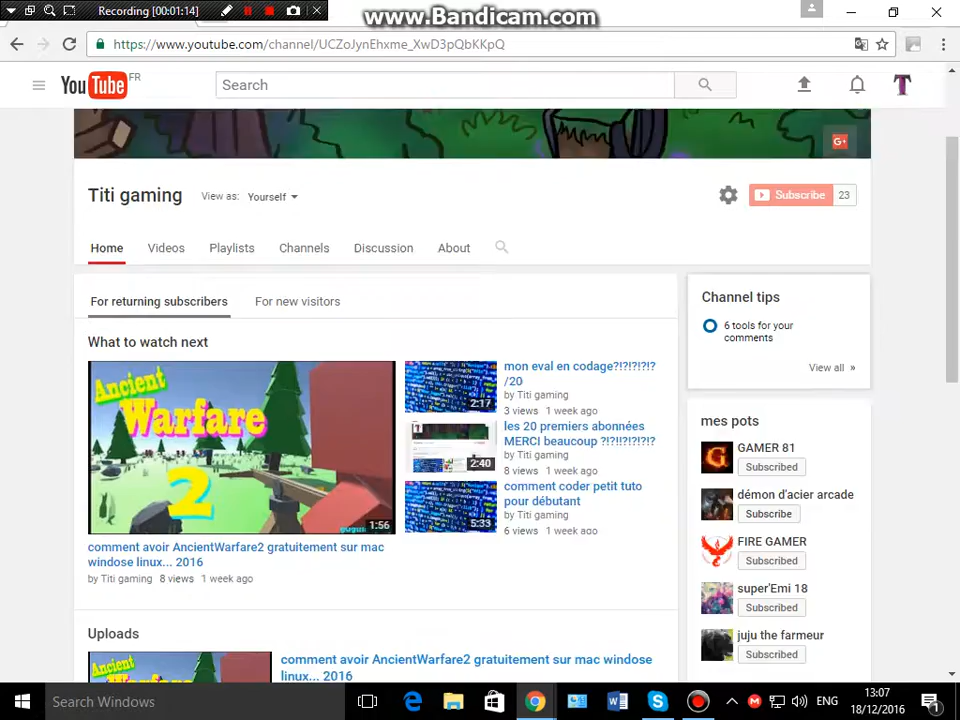 Recording [00:01:14]
www.Bandicam.com
https://www.youtube.com/channel/UCZoJynEhxme_XwD3pQbKKpQ
YouTube FR
Search
G+
Titi gaming View as: Yourself
Subscribe 23
Home Videos Playlists Channels Discussion About
For returning subscribers For new visitors
What to watch next
Ancient
Warfare
2
1:56
comment avoir AncientWarfare2 gratuitement sur mac
windose linux... 2016
by Titi gaming 8 views 1 week ago
2:17
mon eval en codage?!?!?!?!?
/20
by Titi gaming
3 views 1 week ago
2:40
les 20 premiers abonnées
MERCI beaucoup ?!?!!?!?!?!?
by Titi gaming
8 views 1 week ago
5:33
comment coder petit tuto
pour débutant
by Titi gaming
6 views 1 week ago
Uploads
Ancient
comment avoir AncientWarfare2 gratuitement sur mac windose
linux... 2016
Channel tips
6 tools for your
comments
View all »
mes pots
GAMER 81
Subscribed
démon d'acier arcade
Subscribe
FIRE GAMER
Subscribed
super'Emi 18
Subscribed
juju the farmeur
Subscribed
Search Windows
ENG
13:07
18/12/2016
1